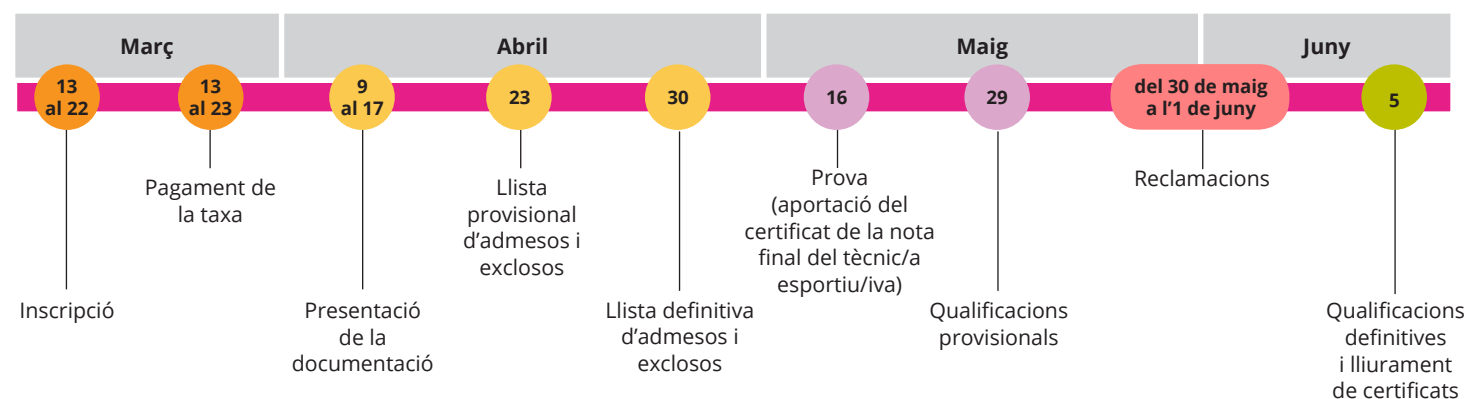 Març
Abril
Maig
Juny
13
al 22
13
al 23
9
al 17
23
30
16
29
del 30 de maig
a l'1 de juny
5
Inscripció
Pagament de
la taxa
Presentació
de la
documentació
Llista
provisional
d'admesos i
exclosos
Llista definitiva
d'admesos i
exclosos
Prova
(aportació del
certificat de la nota
final del tècnic/a
esportiu/iva)
Qualificacions
provisionals
Reclamacions
Qualificacions
definitives
i lliurament
de certificats